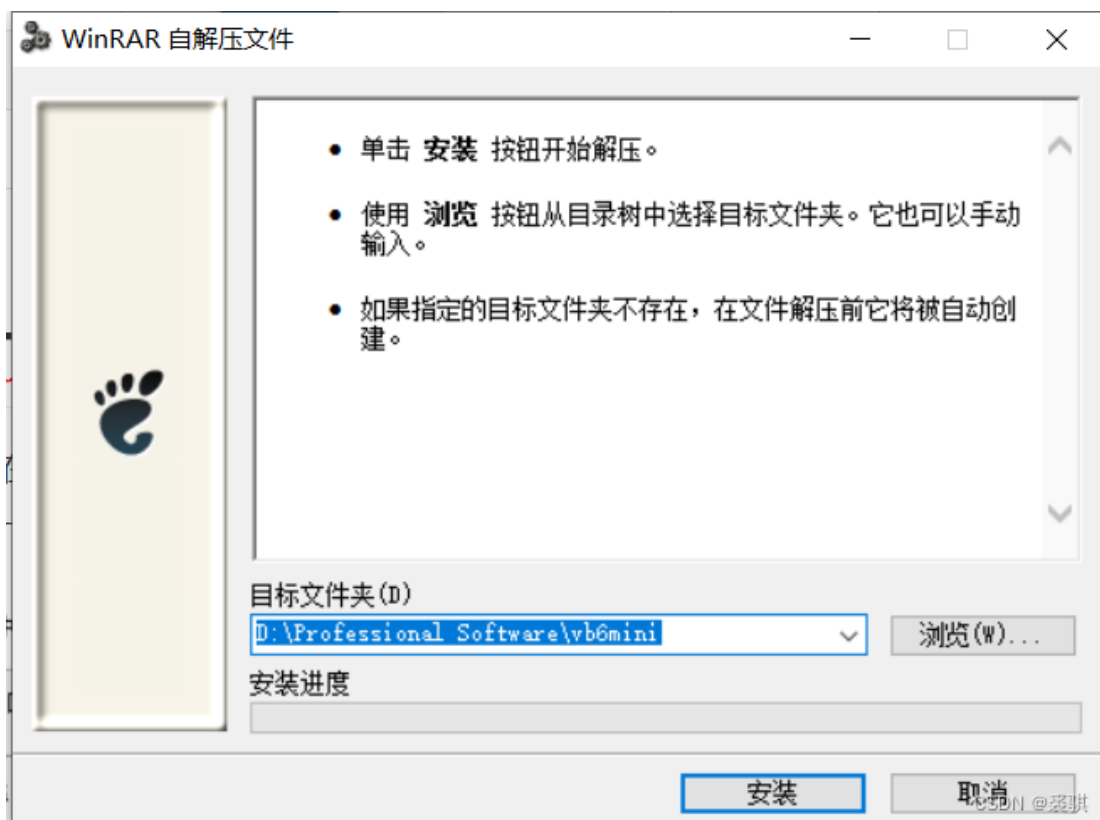 WinRAR 自解压文件
单击 安装 按钮开始解压。
使用 浏览 按钮从目录树中选择目标文件夹。它也可以手动
输入。
如果指定的目标文件夹不存在，在文件解压前它将被自动创
建。
目标文件夹(D)
D:\Professional Software\vb6mini
浏览(W)...
安装进度
安装
取消
CSDN @裘骐